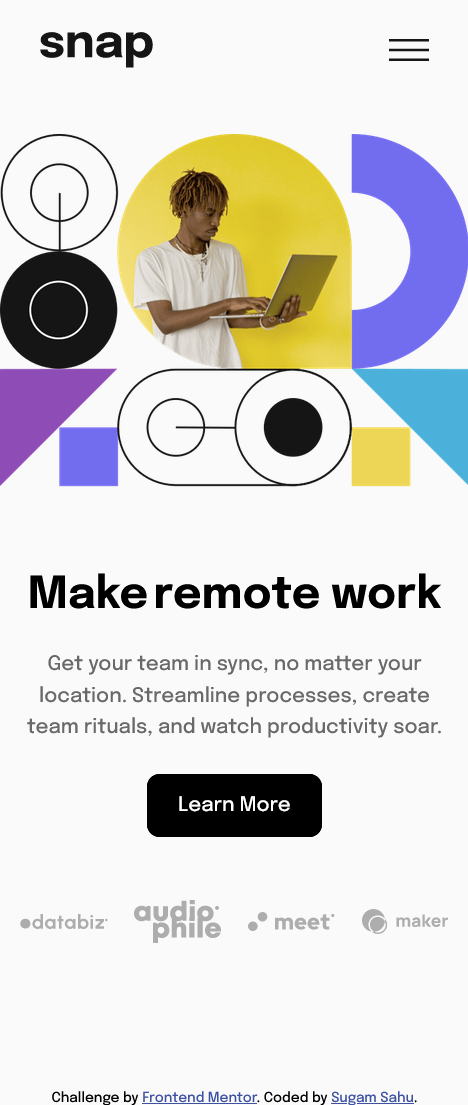 snap
Make remote work
Get your team in sync, no matter your
location. Streamline processes, create
team rituals, and watch productivity soar.
Learn More
databiz
audio
phile
meet
maker
Challenge by Frontend Mentor. Coded by Sugam Sahu.